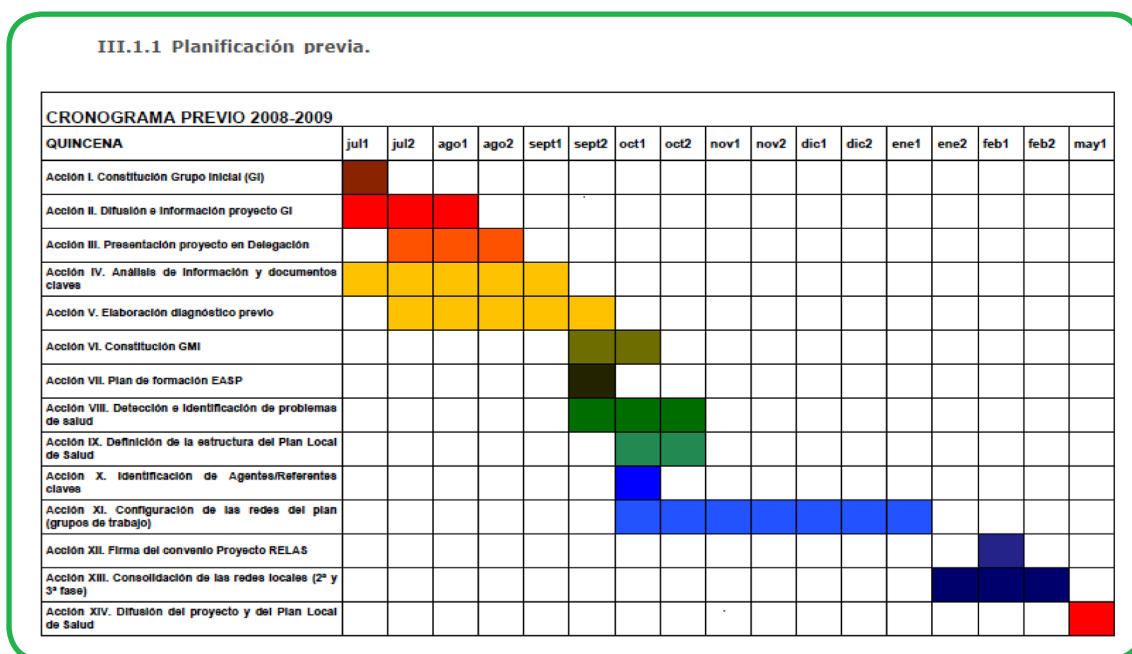 III.1.1 Planificación previa.
CRONOGRAMA PREVIO 2008-2009
QUINCENA jul1 jul2 ago1 ago2 sept1 sept2 oct1 oct2 nov1 nov2 dic1 dic2 ene1 ene2 feb1 feb2 may1
Acción I. Constitución Grupo Inicial (GI)
Acción II. Difusión e Información proyecto GI
Acción III. Presentación proyecto en Delegación
Acción IV. Análisis de Información y documentos
claves
Acción V. Elaboración diagnóstico previo
Acción VI. Constitución GMI
Acción VII. Plan de formación EASP
Acción VIII. Detección e Identificación de problemas
de salud
Acción IX. Definición de la estructura del Plan Local
de Salud
Acción X. Identificación de Agentes/Referentes
claves
Acción XI. Configuración de las redes del plan
(grupos de trabajo)
Acción XII. Firma del convenio Proyecto RELAS
Acción XIII. Consolidación de las redes locales (2ª y
3ª fase)
Acción XIV. Difusión del proyecto y del Plan Local
de Salud